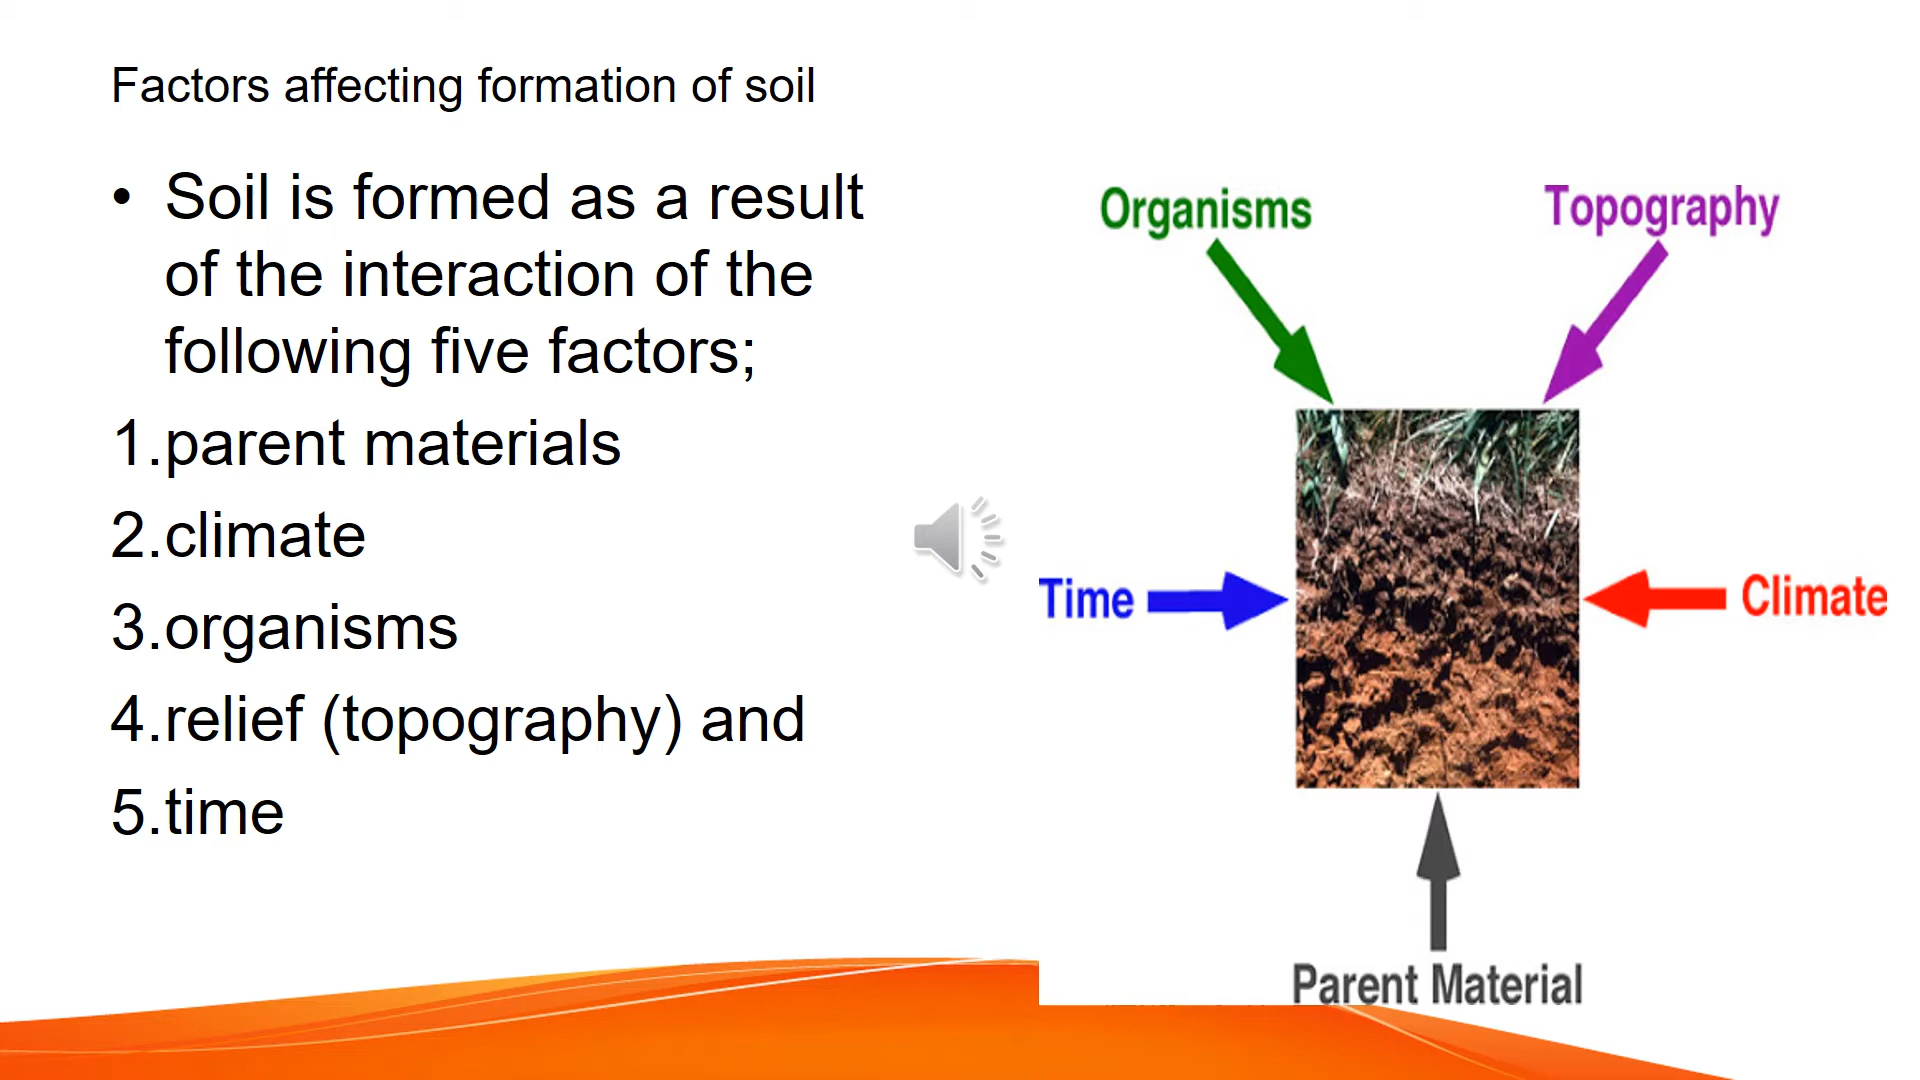 Factors affecting formation of soil
• Soil is formed as a result
of the interaction of the
following five factors;
1.parent materials
2.climate
3.organisms
4.relief (topography) and
5.time
Organisms
Topography
Time
Climate
Parent Material